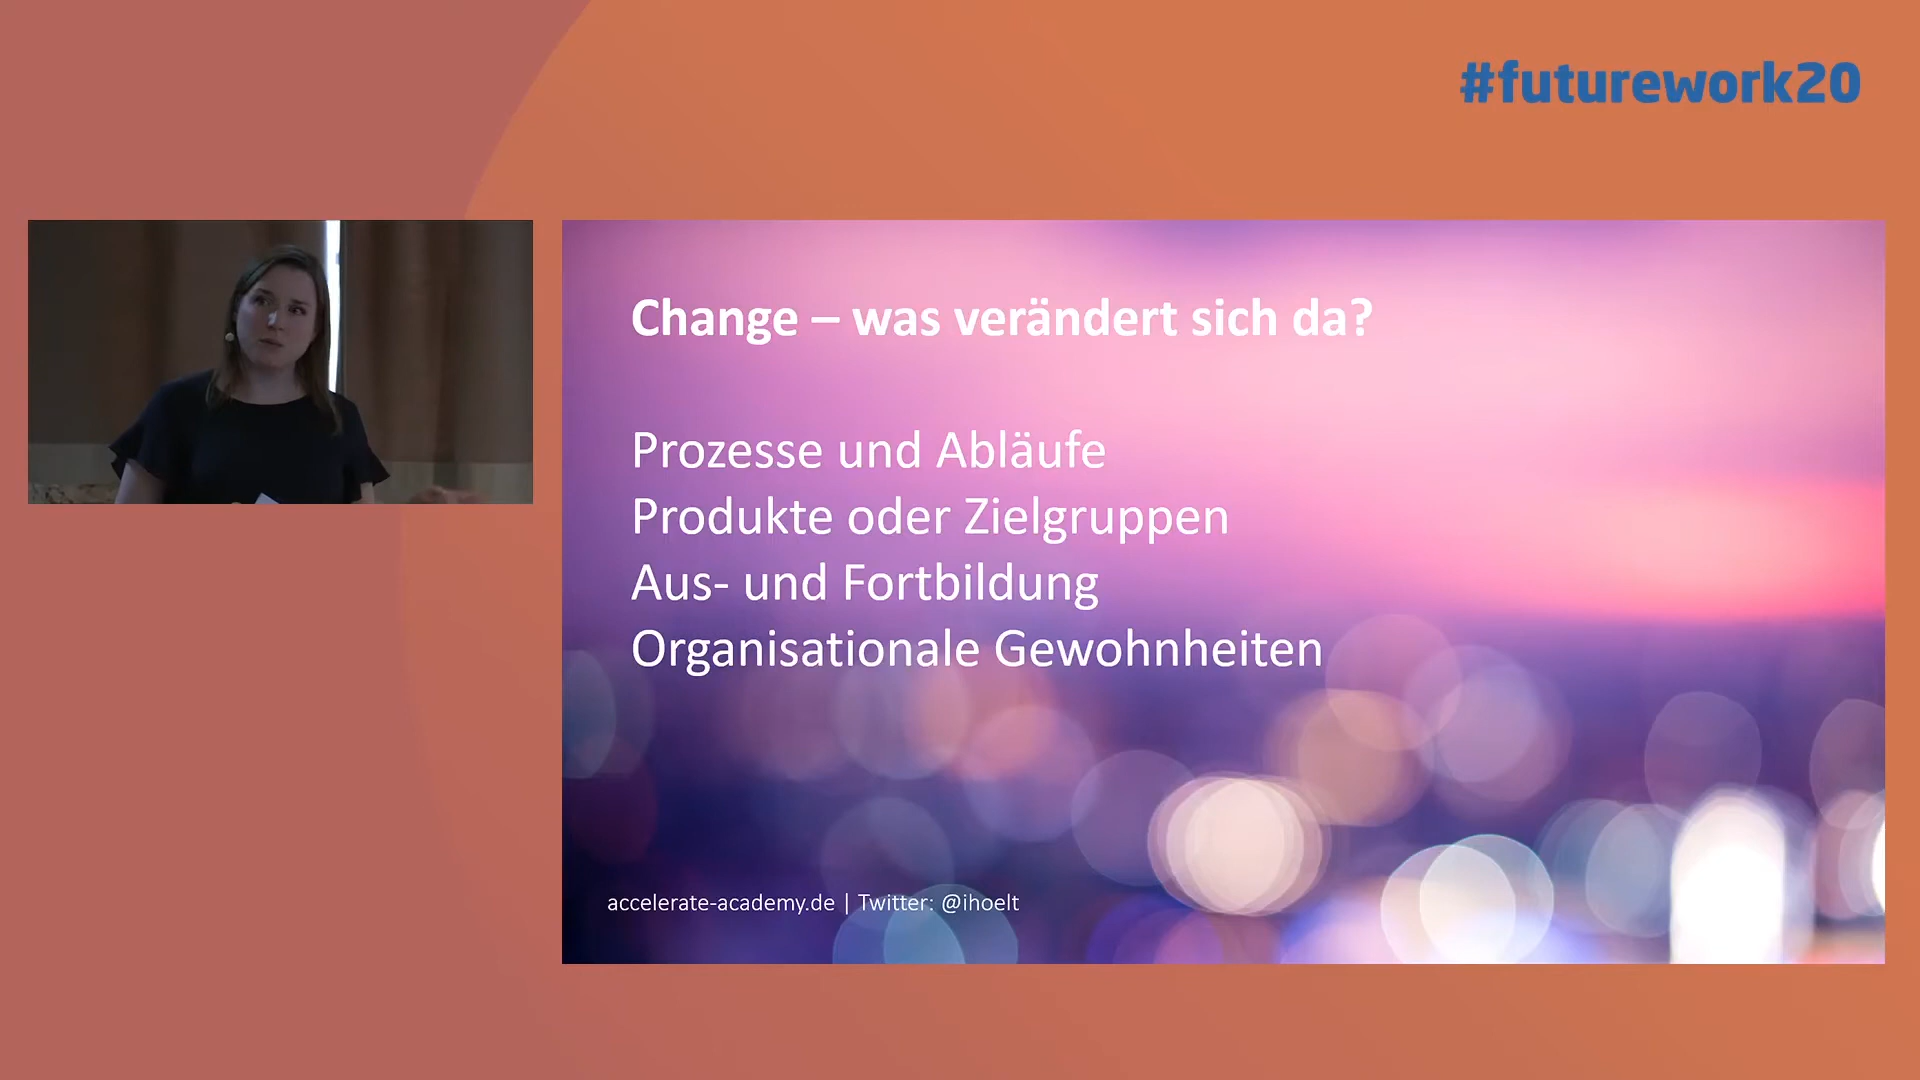 #futurework20
Change – was verändert sich da?
Prozesse und Abläufe
Produkte oder Zielgruppen
Aus- und Fortbildung
Organisationale Gewohnheiten
accelerate-academy.de | Twitter: @ihoelt